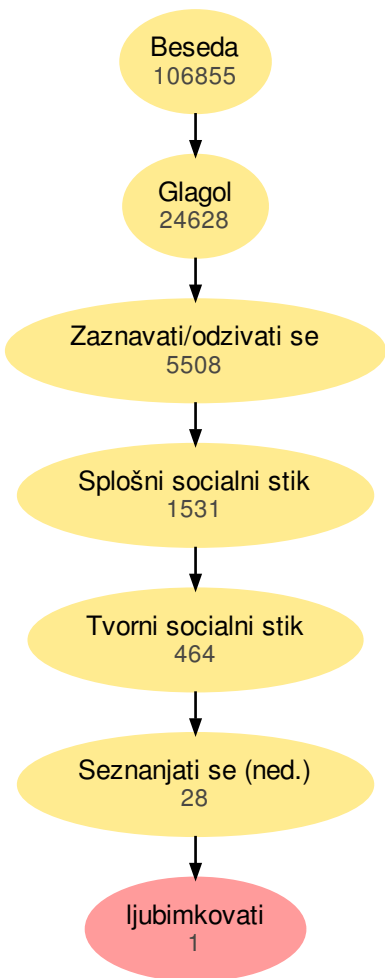 Beseda
106855
Glagol
24628
Zaznavati/odzivati se
5508
Splošni socialni stik
1531
Tvorni socialni stik
464
Seznanjati se (ned.)
28
ljubimkovati
1